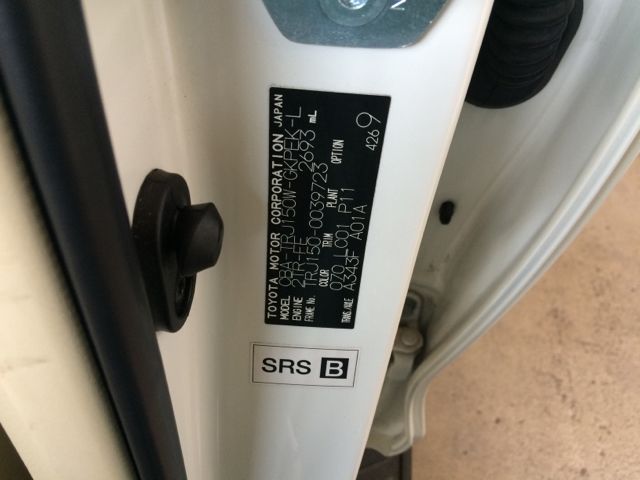 TOYOTA MOTOR CORPORATION JAPAN
MODEL CBA-TRJ150W-GKPEK-L
ENGINE 2TR-FE 2693 mL
FRAME No. TRJ150-0039723
COLOR TRIM PLANT OPTION
070 LC01 P11
TRANS./AXLE A343F A01A
4269
SRS B
N